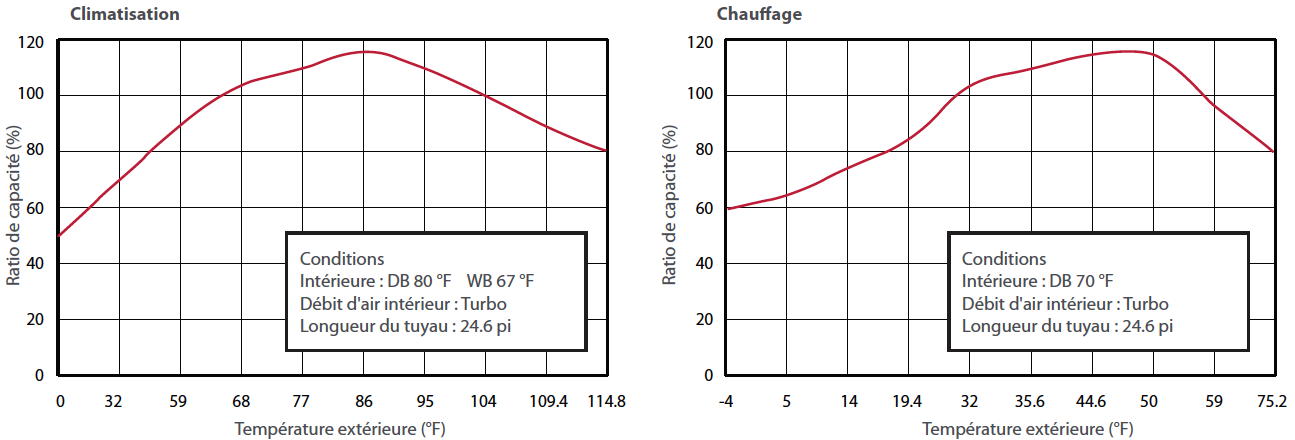 Climatisation
120
100
80
60
40
20
0
Ratio de capacité (%)
Conditions
Intérieure : DB 80 °F WB 67 °F
Débit d'air intérieur : Turbo
Longueur du tuyau : 24.6 pi
0 32 59 68 77 86 95 104 109.4 114.8
Température extérieure (°F)
Chauffage
120
100
80
60
40
20
0
Ratio de capacité (%)
Conditions
Intérieure : DB 70 °F
Débit d'air intérieur : Turbo
Longueur du tuyau : 24.6 pi
-4 5 14 19.4 32 35.6 44.6 50 59 75.2
Température extérieure (°F)